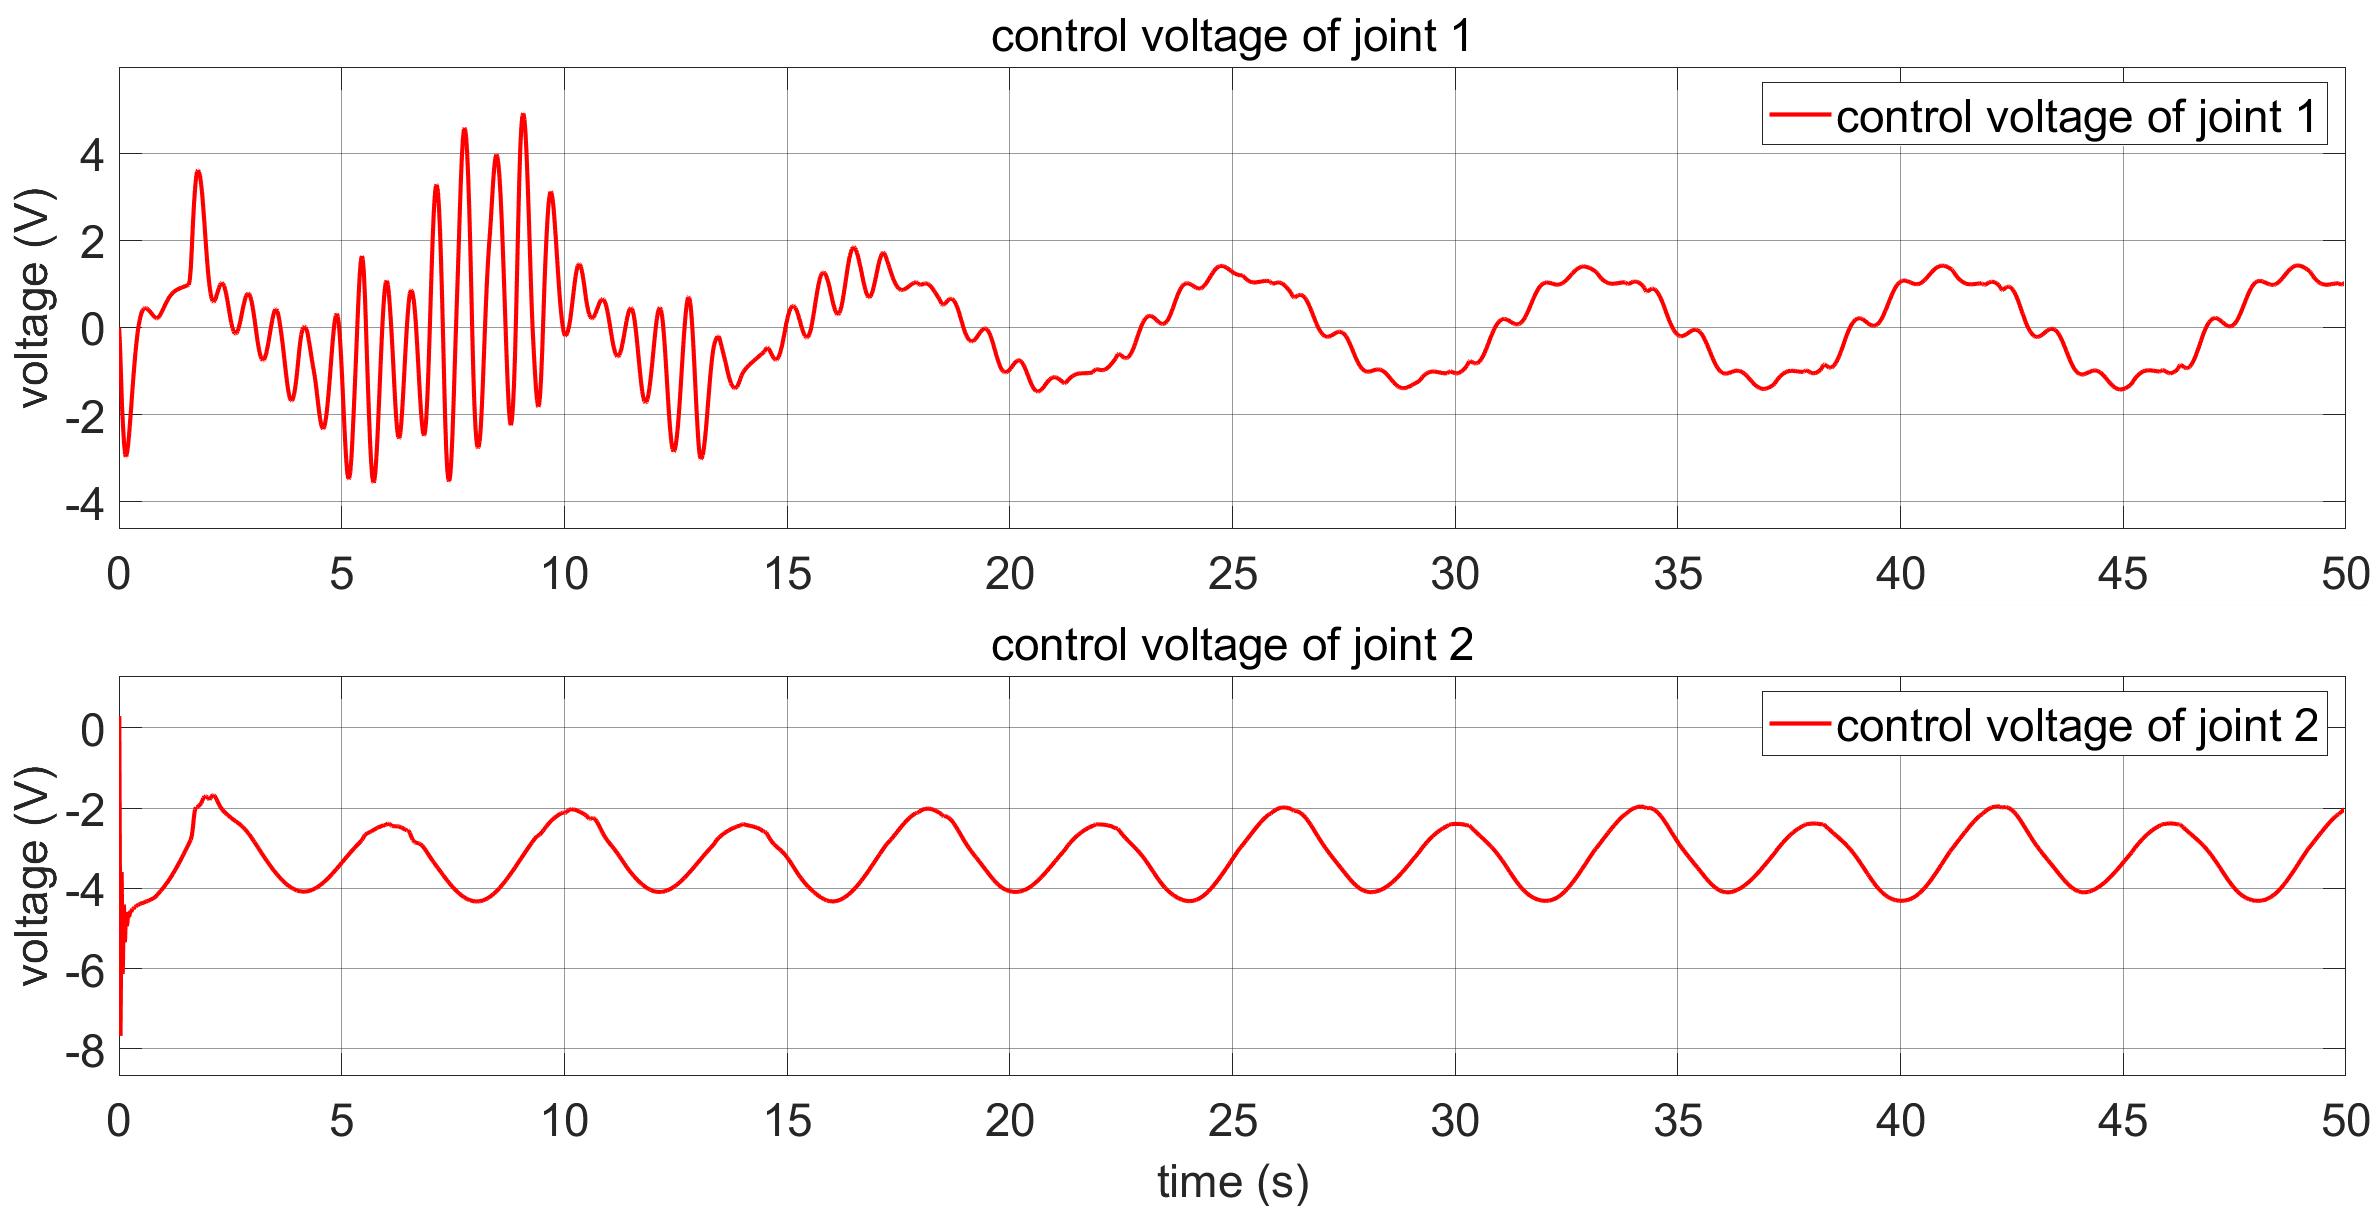 control voltage of joint 1
control voltage of joint 1
voltage (V)
4
2
0
-2
-4
0 5 10 15 20 25 30 35 40 45 50
control voltage of joint 2
control voltage of joint 2
voltage (V)
0
-2
-4
-6
-8
0 5 10 15 20 25 30 35 40 45 50
time (s)